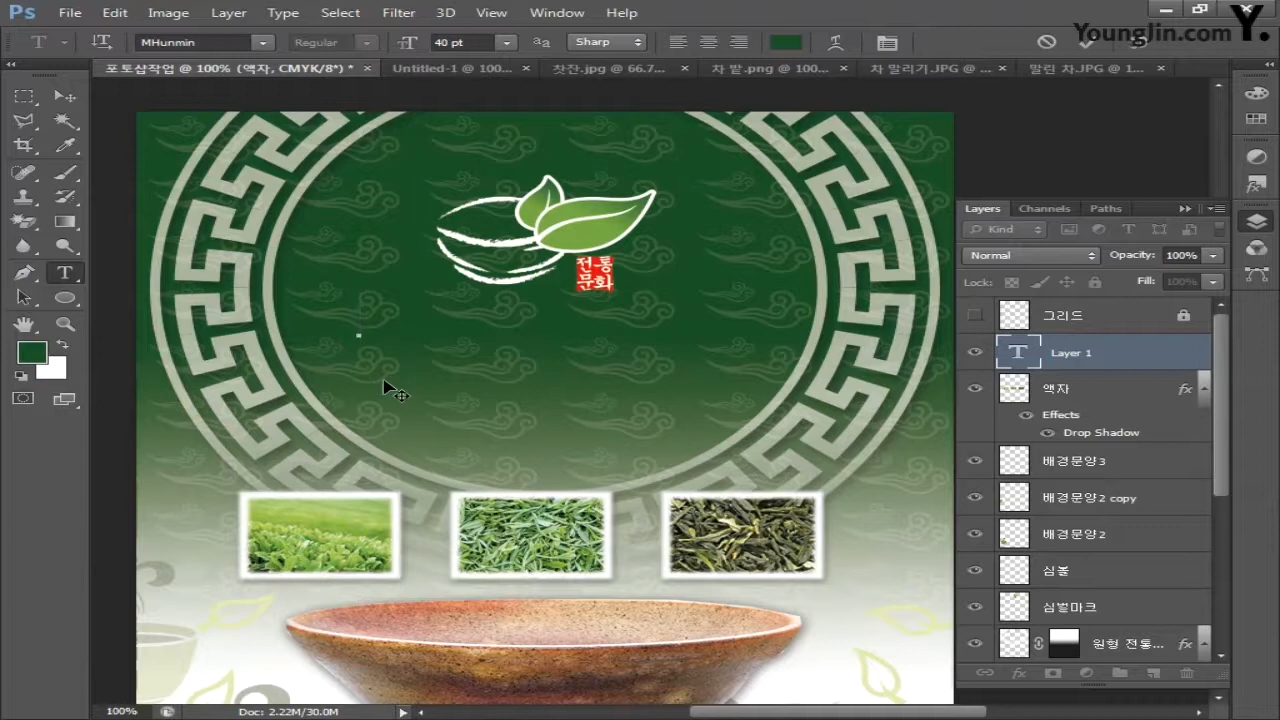 Ps File Edit Image Layer Type Select Filter 3D View Window Help
YoungJin.com Y.
T MHunmin Regular 40 pt aa Sharp
포토샵작업 @ 100% (액자, CMYK/8*) * × Untitled-1 @ 100... × 찻잔.jpg @ 66.7... × 차 밭.png @ 100... × 차 말리기.JPG @ ... × 말린 차.JPG @ 1... ×
전통
문화
Layers Channels Paths
Kind
Normal Opacity: 100%
Lock: Fill: 100%
그리드
T Layer 1
액자 fx
Effects
Drop Shadow
배경문양3
배경문양2 copy
배경문양2
심볼
심벌마크
원형 전통... fx
100% Doc: 2.22M/30.0M